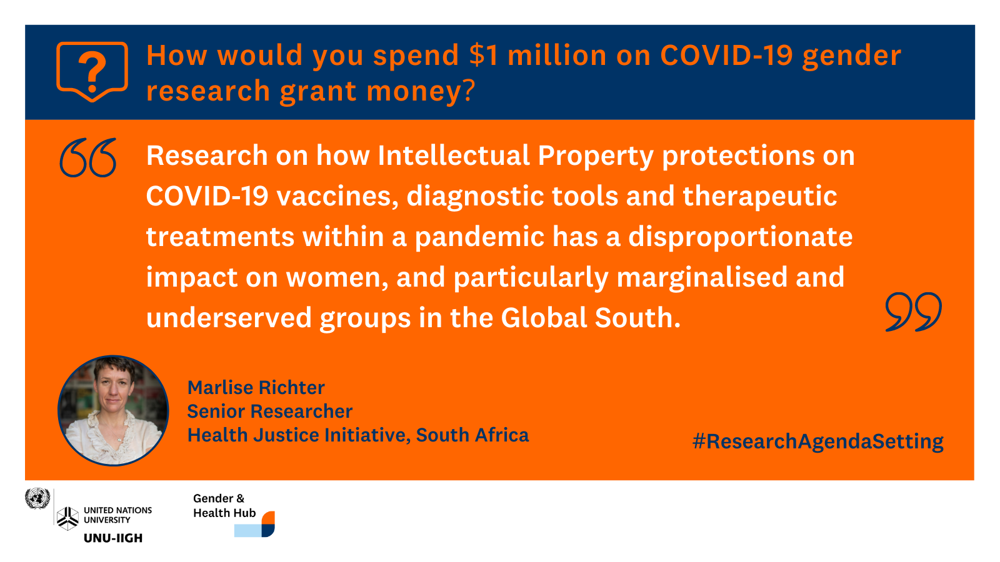 How would you spend $1 million on COVID-19 gender
research grant money?
Research on how Intellectual Property protections on
COVID-19 vaccines, diagnostic tools and therapeutic
treatments within a pandemic has a disproportionate
impact on women, and particularly marginalised and
underserved groups in the Global South.
Marlise Richter
Senior Researcher
Health Justice Initiative, South Africa
#ResearchAgendaSetting
UNITED NATIONS
UNIVERSITY
UNU-IIGH
Gender &
Health Hub